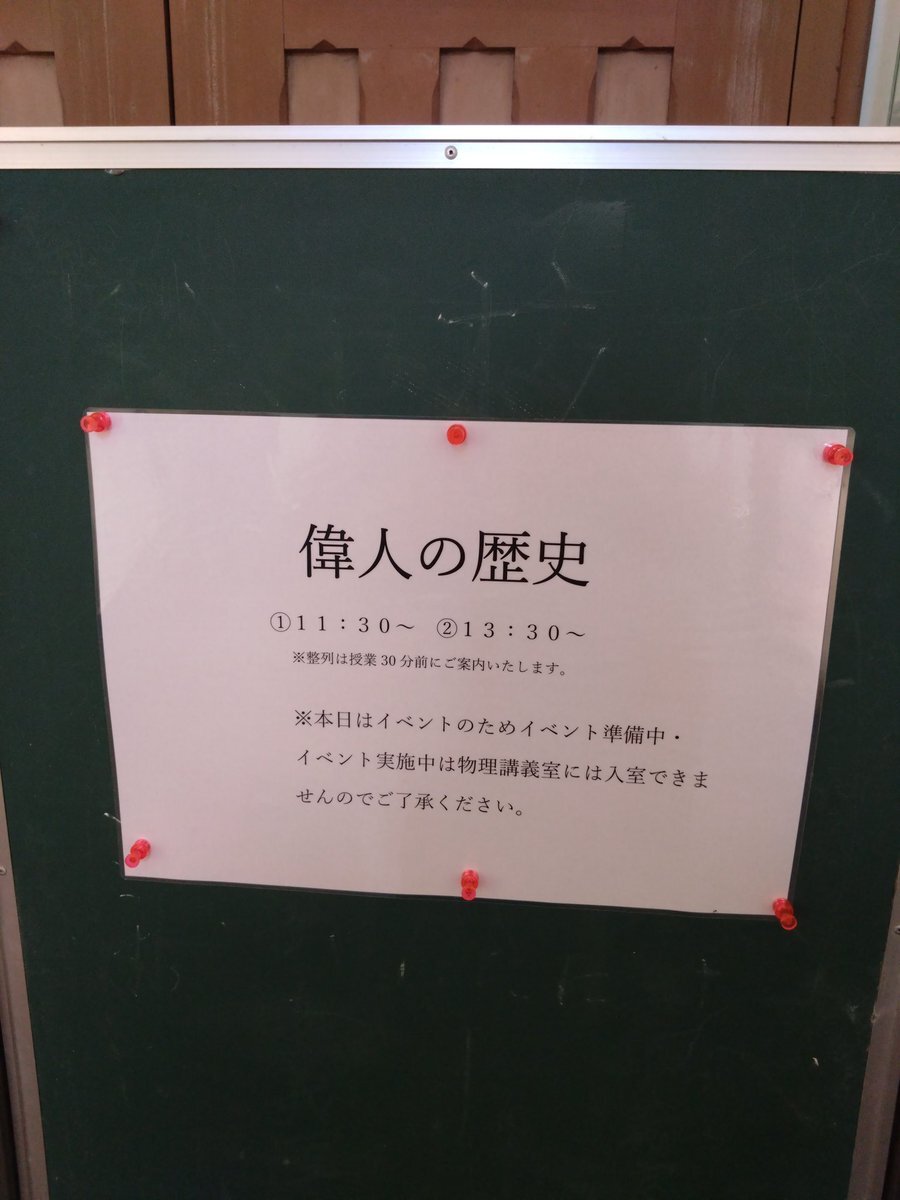 偉人の歴史
①１１：３０～　②１３：３０～
※整列は授業 30 分前にご案内いたします。
※本日はイベントのためイベント準備中・
イベント実施中は物理講義室には入室できま
せんのでご了承ください。